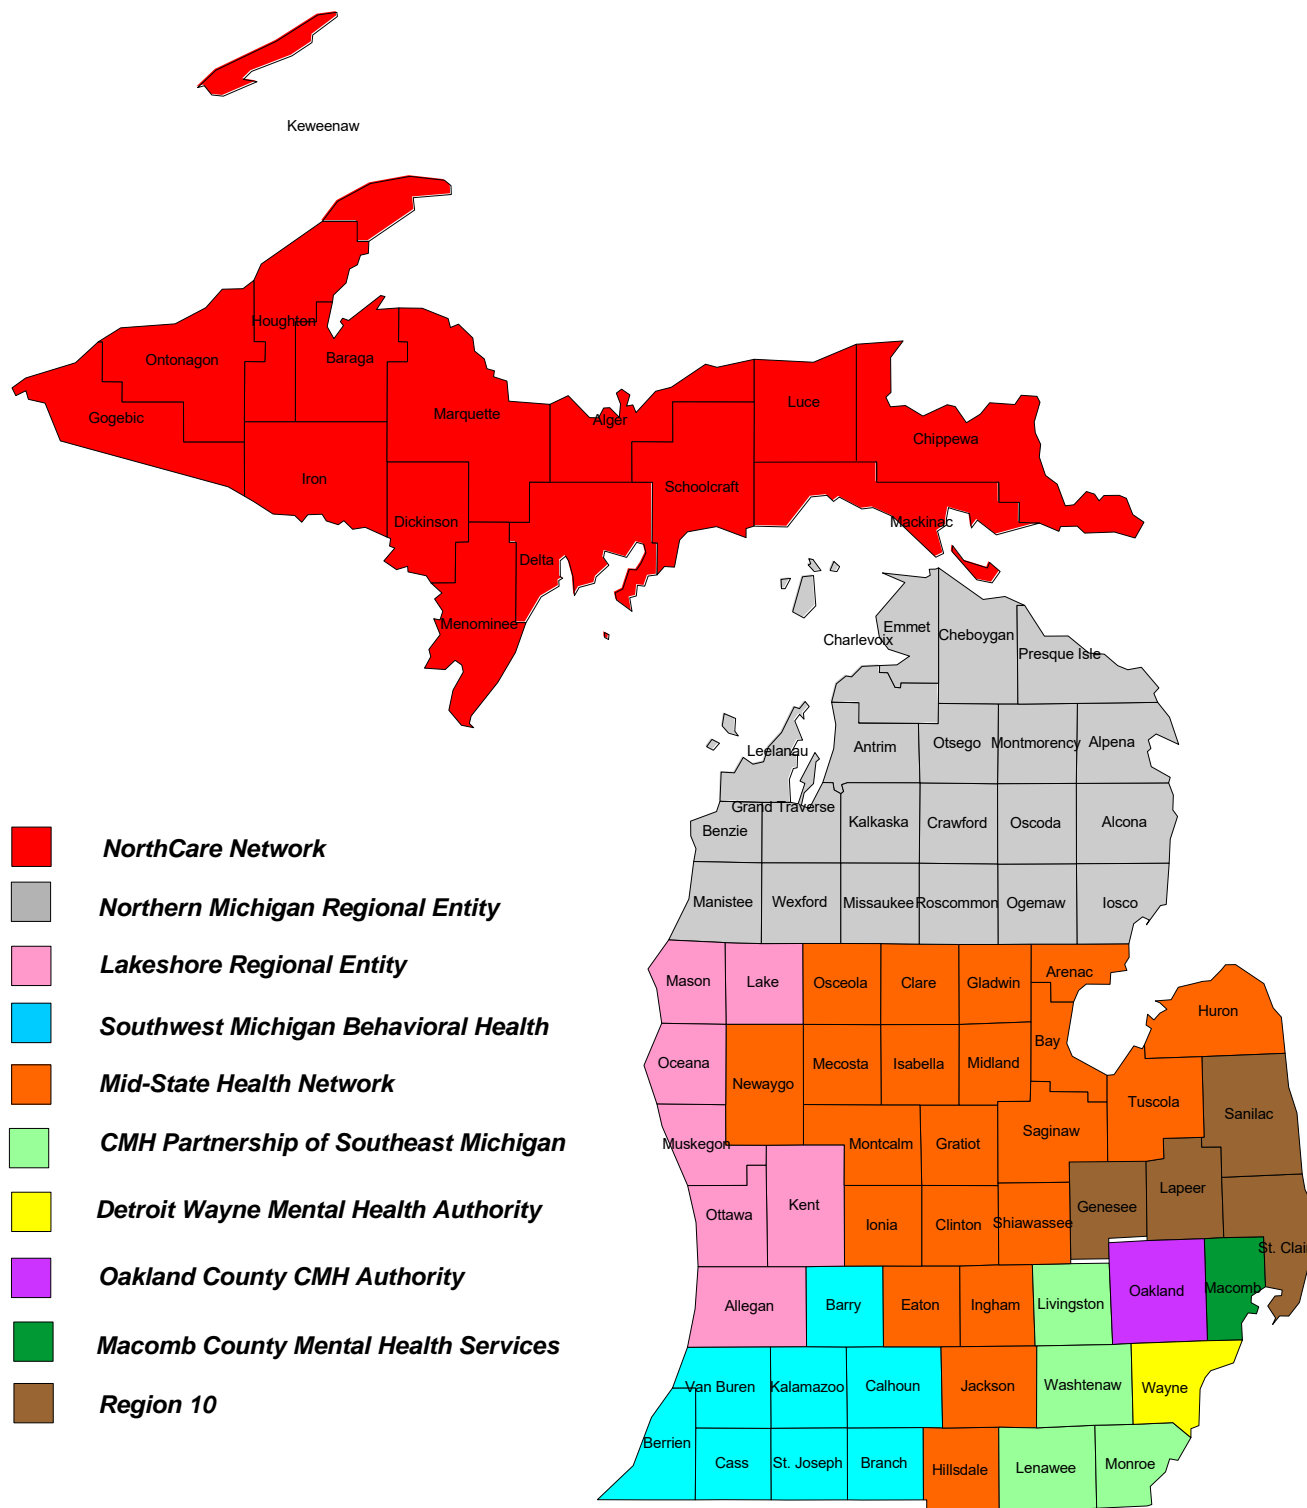 Keweenaw
Houghton
Ontonagon
Baraga
Gogebic
Marquette
Alger
Luce
Chippewa
Iron
Schoolcraft
Dickinson
Mackinac
Delta
Menominee
Emmet
Charlevoix
Cheboygan
Presque Isle
Leelanau
Antrim
Otsego
Montmorency
Alpena
Grand Traverse
Benzie
Kalkaska
Crawford
Oscoda
Alcona
Manistee
Wexford
Missaukee
Roscommon
Ogemaw
Iosco
Mason
Lake
Osceola
Clare
Gladwin
Arenac
Huron
Oceana
Newaygo
Mecosta
Isabella
Midland
Bay
Tuscola
Sanilac
Muskegon
Montcalm
Gratiot
Saginaw
Ottawa
Kent
Ionia
Clinton
Shiawassee
Genesee
Lapeer
St. Clai
Allegan
Barry
Eaton
Ingham
Livingston
Oakland
Macomb
Van Buren
Kalamazoo
Calhoun
Jackson
Washtenaw
Wayne
Berrien
Cass
St. Joseph
Branch
Hillsdale
Lenawee
Monroe
NorthCare Network
Northern Michigan Regional Entity
Lakeshore Regional Entity
Southwest Michigan Behavioral Health
Mid-State Health Network
CMH Partnership of Southeast Michigan
Detroit Wayne Mental Health Authority
Oakland County CMH Authority
Macomb County Mental Health Services
Region 10